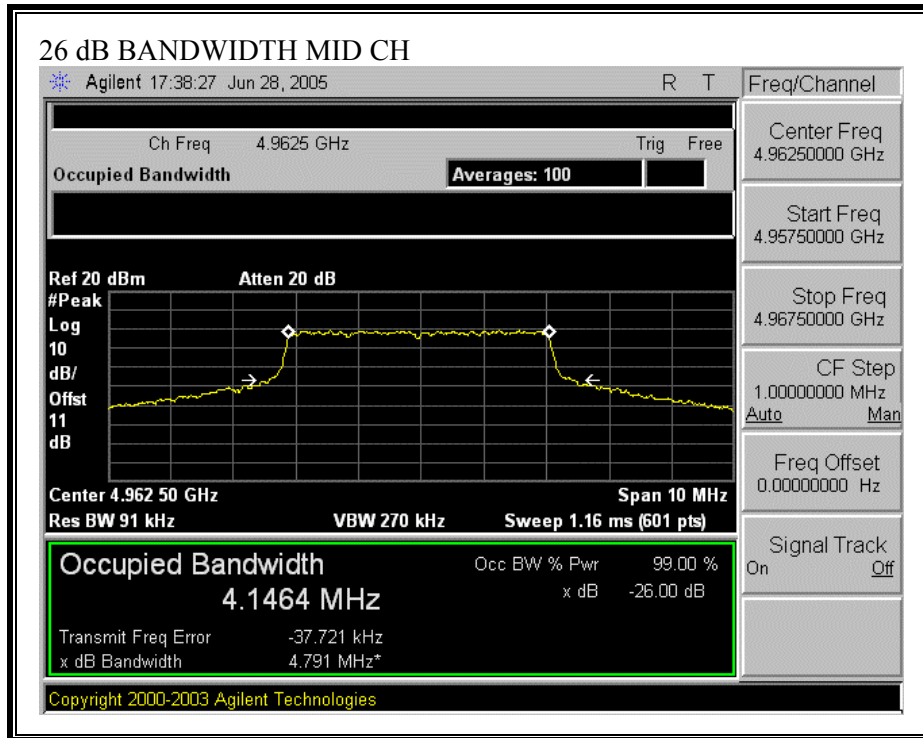 26 dB BANDWIDTH MID CH
Agilent 17:38:27 Jun 28, 2005 R T
Freq/Channel
Ch Freq 4.9625 GHz Trig Free
Occupied Bandwidth Averages: 100
Center Freq
4.96250000 GHz
Start Freq
4.95750000 GHz
Stop Freq
4.96750000 GHz
CF Step
1.00000000 MHz
Auto Man
Freq Offset
0.00000000 Hz
Signal Track
On Off
Ref 20 dBm Atten 20 dB
#Peak
Log
10
dB/
Offst
11
dB
Center 4.962 50 GHz Span 10 MHz
Res BW 91 kHz VBW 270 kHz Sweep 1.16 ms (601 pts)
Occupied Bandwidth Occ BW % Pwr 99.00 %
4.1464 MHz x dB -26.00 dB
Transmit Freq Error -37.721 kHz
x dB Bandwidth 4.791 MHz*
Copyright 2000-2003 Agilent Technologies